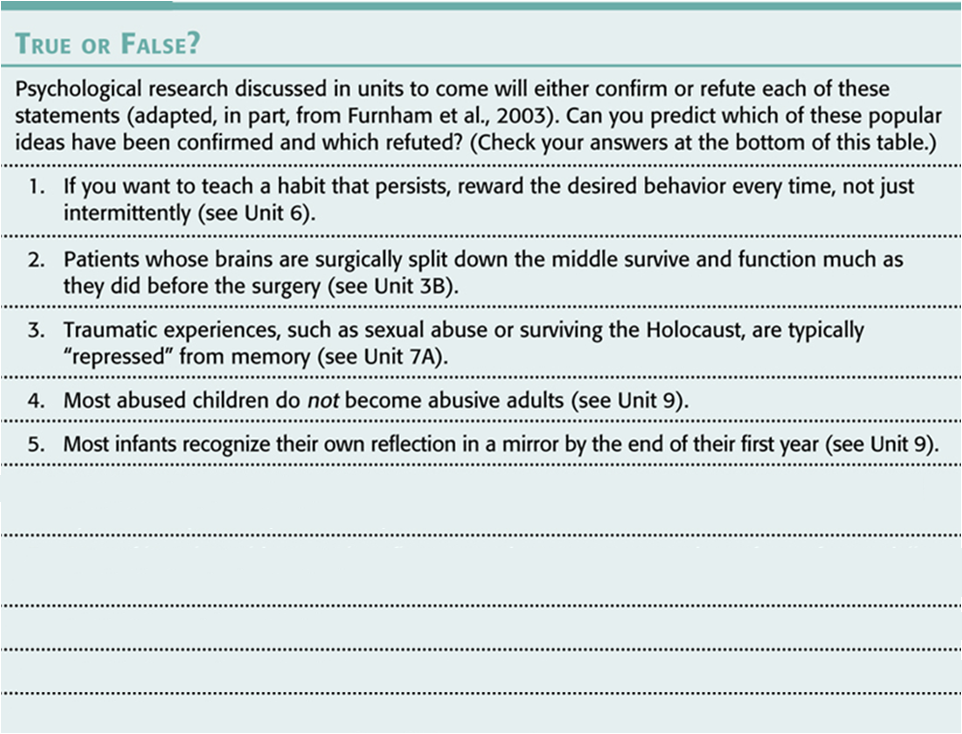 TRUE OR FALSE?
Psychological research discussed in units to come will either confirm or refute each of these
statements (adapted, in part, from Furnham et al., 2003). Can you predict which of these popular
ideas have been confirmed and which refuted? (Check your answers at the bottom of this table.)
1. If you want to teach a habit that persists, reward the desired behavior every time, not just
intermittently (see Unit 6).
2. Patients whose brains are surgically split down the middle survive and function much as
they did before the surgery (see Unit 3B).
3. Traumatic experiences, such as sexual abuse or surviving the Holocaust, are typically
“repressed” from memory (see Unit 7A).
4. Most abused children do not become abusive adults (see Unit 9).
5. Most infants recognize their own reflection in a mirror by the end of their first year (see Unit 9).